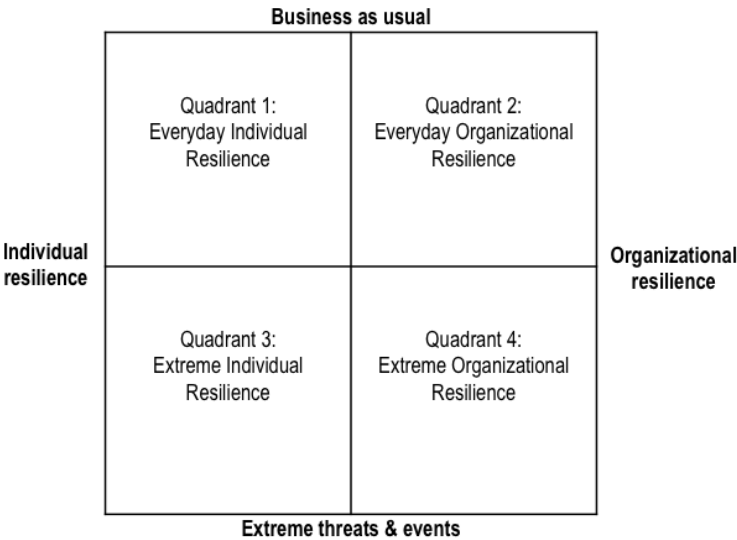 Business as usual
Quadrant 1:
Everyday Individual
Resilience
Quadrant 2:
Everyday Organizational
Resilience
Individual
resilience
Organizational
resilience
Quadrant 3:
Extreme Individual
Resilience
Quadrant 4:
Extreme Organizational
Resilience
Extreme threats & events